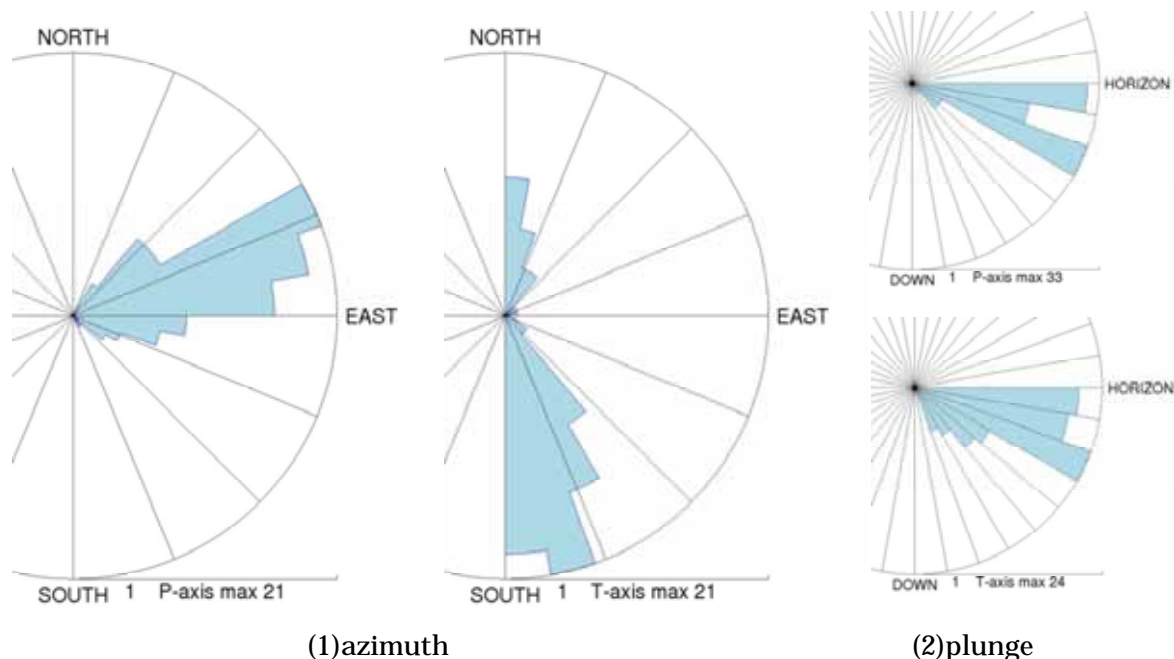 NORTH
EAST
SOUTH 1 P-axis max 21
NORTH
EAST
SOUTH 1 T-axis max 21
HORIZON
DOWN 1 P-axis max 33
HORIZON
DOWN 1 T-axis max 24
(1)azimuth
(2)plunge